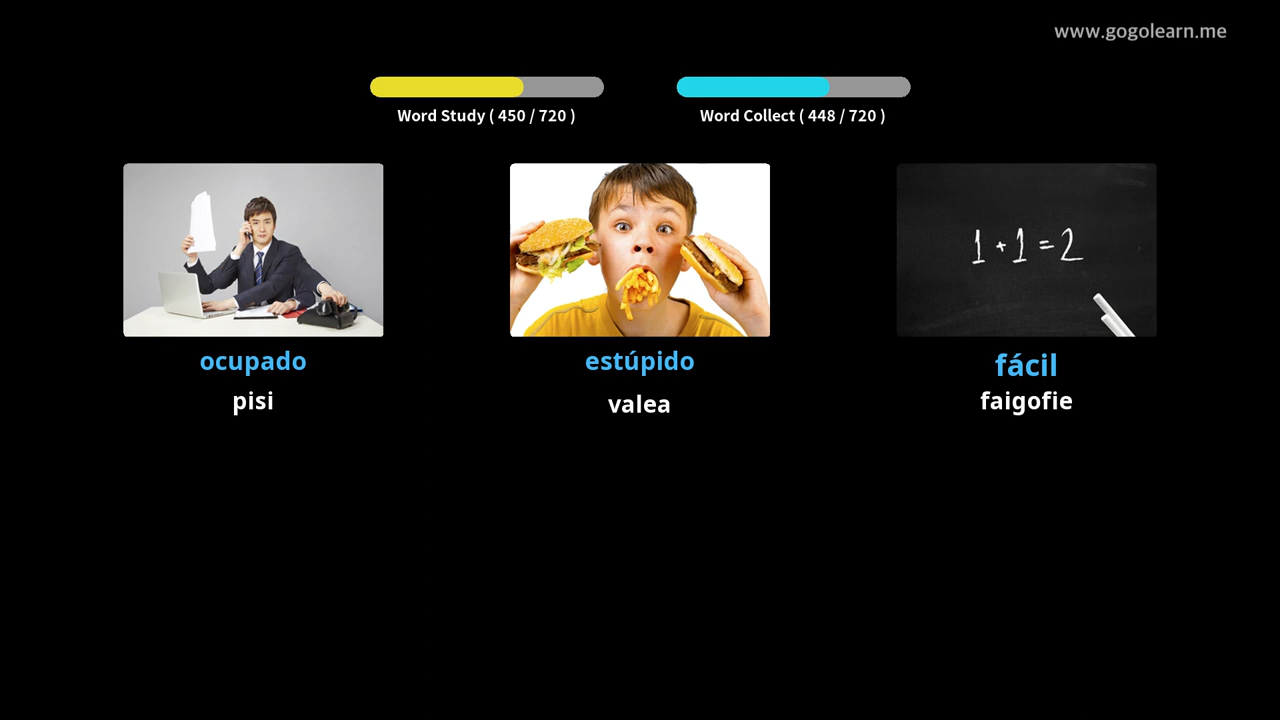 www.gogolearn.me
Word Study ( 450 / 720 )
Word Collect ( 448 / 720 )
1 + 1 = 2
ocupado
estúpido
fácil
pisi
valea
faigofie